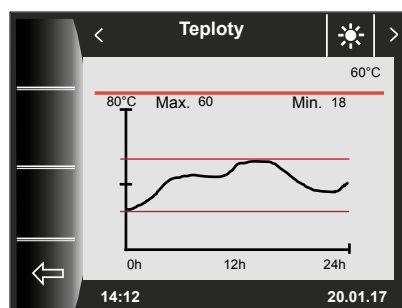 < Teploty >
60°C
80°C Max. 60 Min. 18
0h 12h 24h
14:12 20.01.17